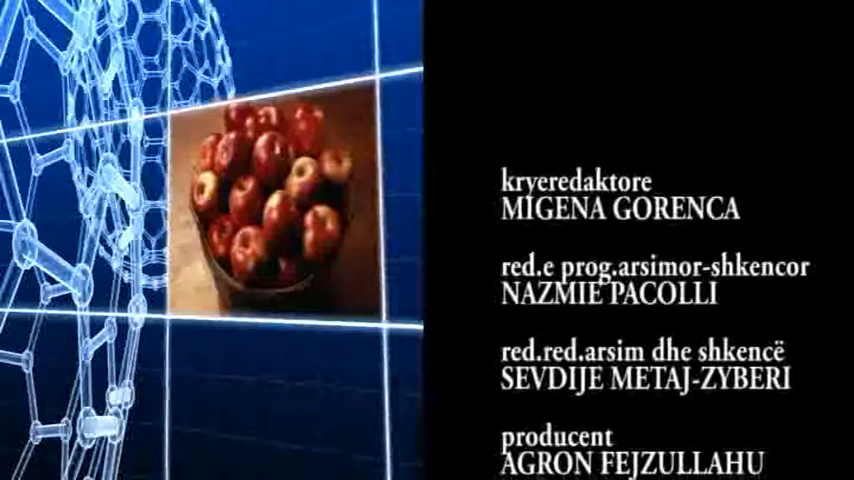 kryeredaktore
MIGENA GORENCA
red.e prog.arsimor-shkencor
NAZMIE PACOLLI
red.red.arsim dhe shkencë
SEVDIJE METAJ-ZYBERI
producent
AGRON FEJZULLAHU